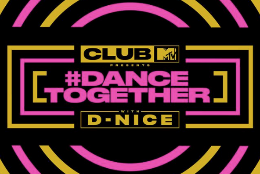 CLUB MTV
PRESENTS
#DANCE
TOGETHER
WITH
D-NICE